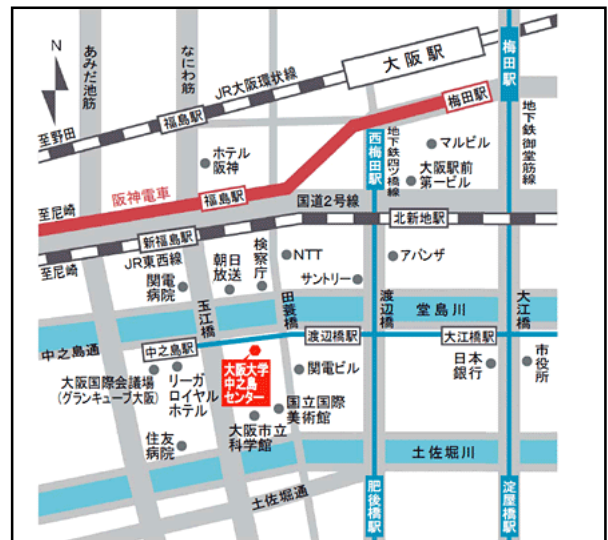 N
あみだ池筋
なにわ筋
大阪駅
梅田駅
JR大阪環状線
至野田
福島駅
梅田駅
地下鉄御堂筋線
ホテル
阪神
西梅田駅
地下鉄四ツ橋線
マルビル
大阪駅前
第一ビル
阪神電車
福島駅
国道2号線
至尼崎
北新地駅
新福島駅
至尼崎
JR東西線
関電
病院
朝日
放送
検察庁
NTT
アバンザ
サントリー
玉江橋
田蓑橋
渡辺橋
堂島川
大江橋
中之島通
中之島駅
渡辺橋駅
大江橋駅
大阪国際会議場
(グランキューブ大阪)
リーガ
ロイヤル
ホテル
大阪大学
中之島
センター
関電ビル
日本
銀行
市役所
国立国際
美術館
大阪市立
科学館
住友
病院
土佐堀川
土佐堀通
肥後橋駅
淀屋橋駅